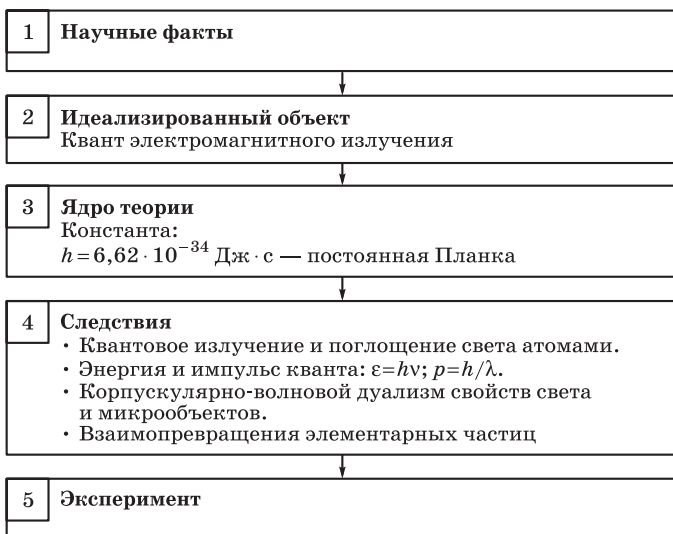 1 Научные факты
2 Идеализированный объект
Квант электромагнитного излучения
3 Ядро теории
Константа:
h=6,62·10⁻³⁴ Дж·с — постоянная Планка
4 Следствия
· Квантовое излучение и поглощение света атомами.
· Энергия и импульс кванта: ε=hν; p=h/λ.
· Корпускулярно-волновой дуализм свойств света
и микрообъектов.
· Взаимопревращения элементарных частиц
5 Эксперимент